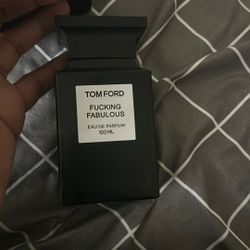 TOM FORD
FUCKING
FABULOUS
EAU DE PARFUM
100 ML